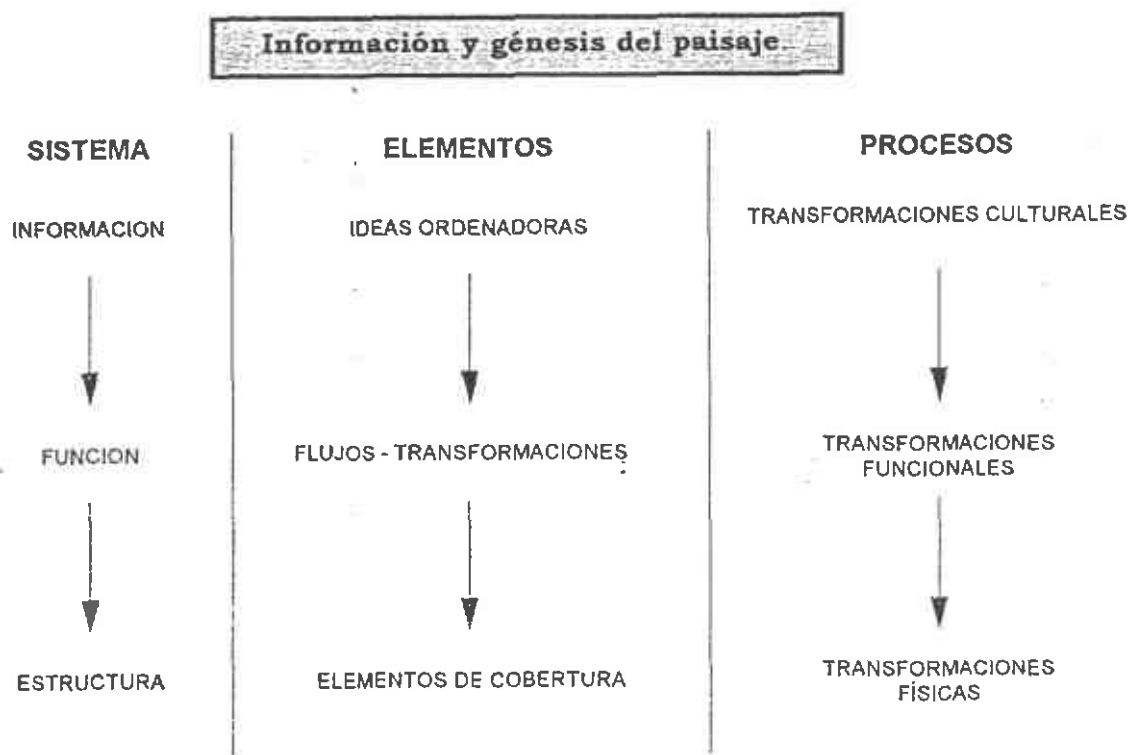 Información y génesis del paisaje.
SISTEMA
ELEMENTOS
PROCESOS
INFORMACION
IDEAS ORDENADORAS
TRANSFORMACIONES CULTURALES
FUNCION
FLUJOS - TRANSFORMACIONES
TRANSFORMACIONES
FUNCIONALES
ESTRUCTURA
ELEMENTOS DE COBERTURA
TRANSFORMACIONES
FÍSICAS